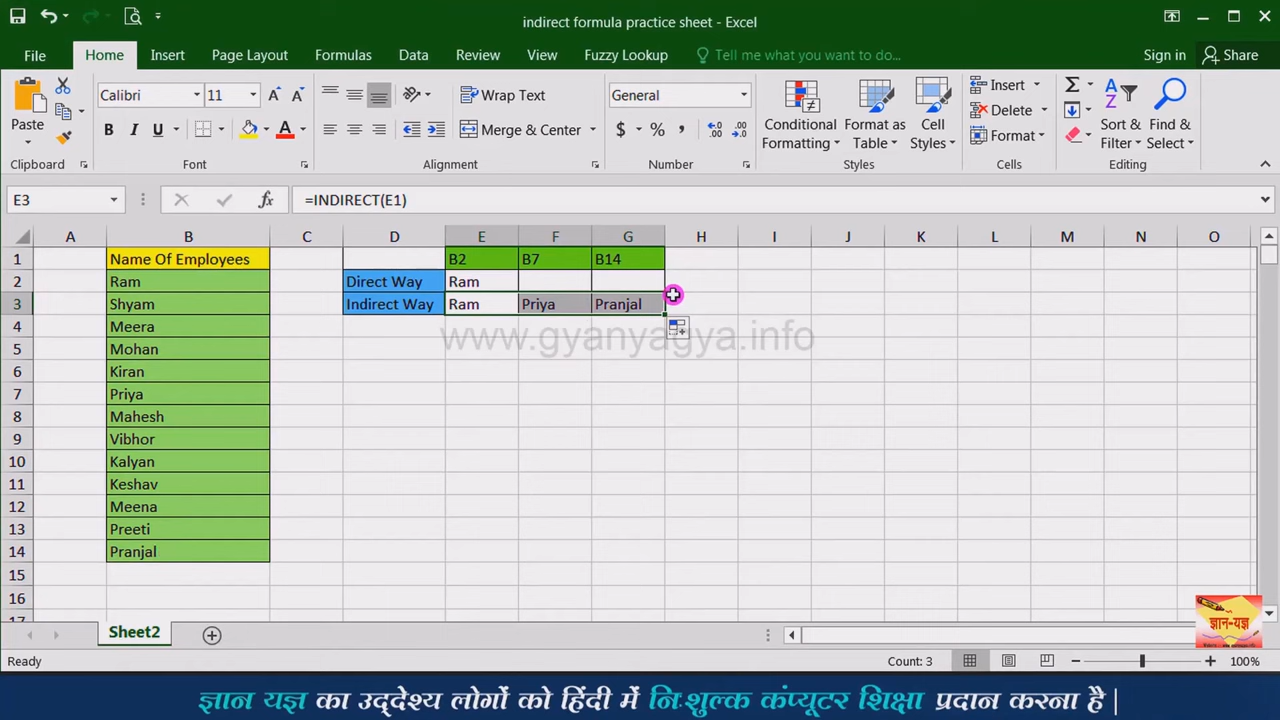 indirect formula practice sheet - Excel
File Home Insert Page Layout Formulas Data Review View Fuzzy Lookup Tell me what you want to do... Sign in Share
Calibri 11 Wrap Text General Insert
Paste B I U Merge & Center $ % , Conditional Formatting Format as Table Cell Styles Delete Sort & Filter Find & Select
Format
Clipboard Font Alignment Number Styles Cells Editing
E3 fx =INDIRECT(E1)
A B C D E F G H I J K L M N O
1 Name Of Employees B2 B7 B14
2 Ram Direct Way Ram
3 Shyam Indirect Way Ram Priya Pranjal
4 Meera
www.gyanyagya.info
5 Mohan
6 Kiran
7 Priya
8 Mahesh
9 Vibhor
10 Kalyan
11 Keshav
12 Meena
13 Preeti
14 Pranjal
15
16
17
ज्ञान-यज्ञ
Sheet2
Ready Count: 3 100%
ज्ञान यज्ञ का उद्देश्य लोगों को हिंदी में निःशुल्क कंप्यूटर शिक्षा प्रदान करना है |